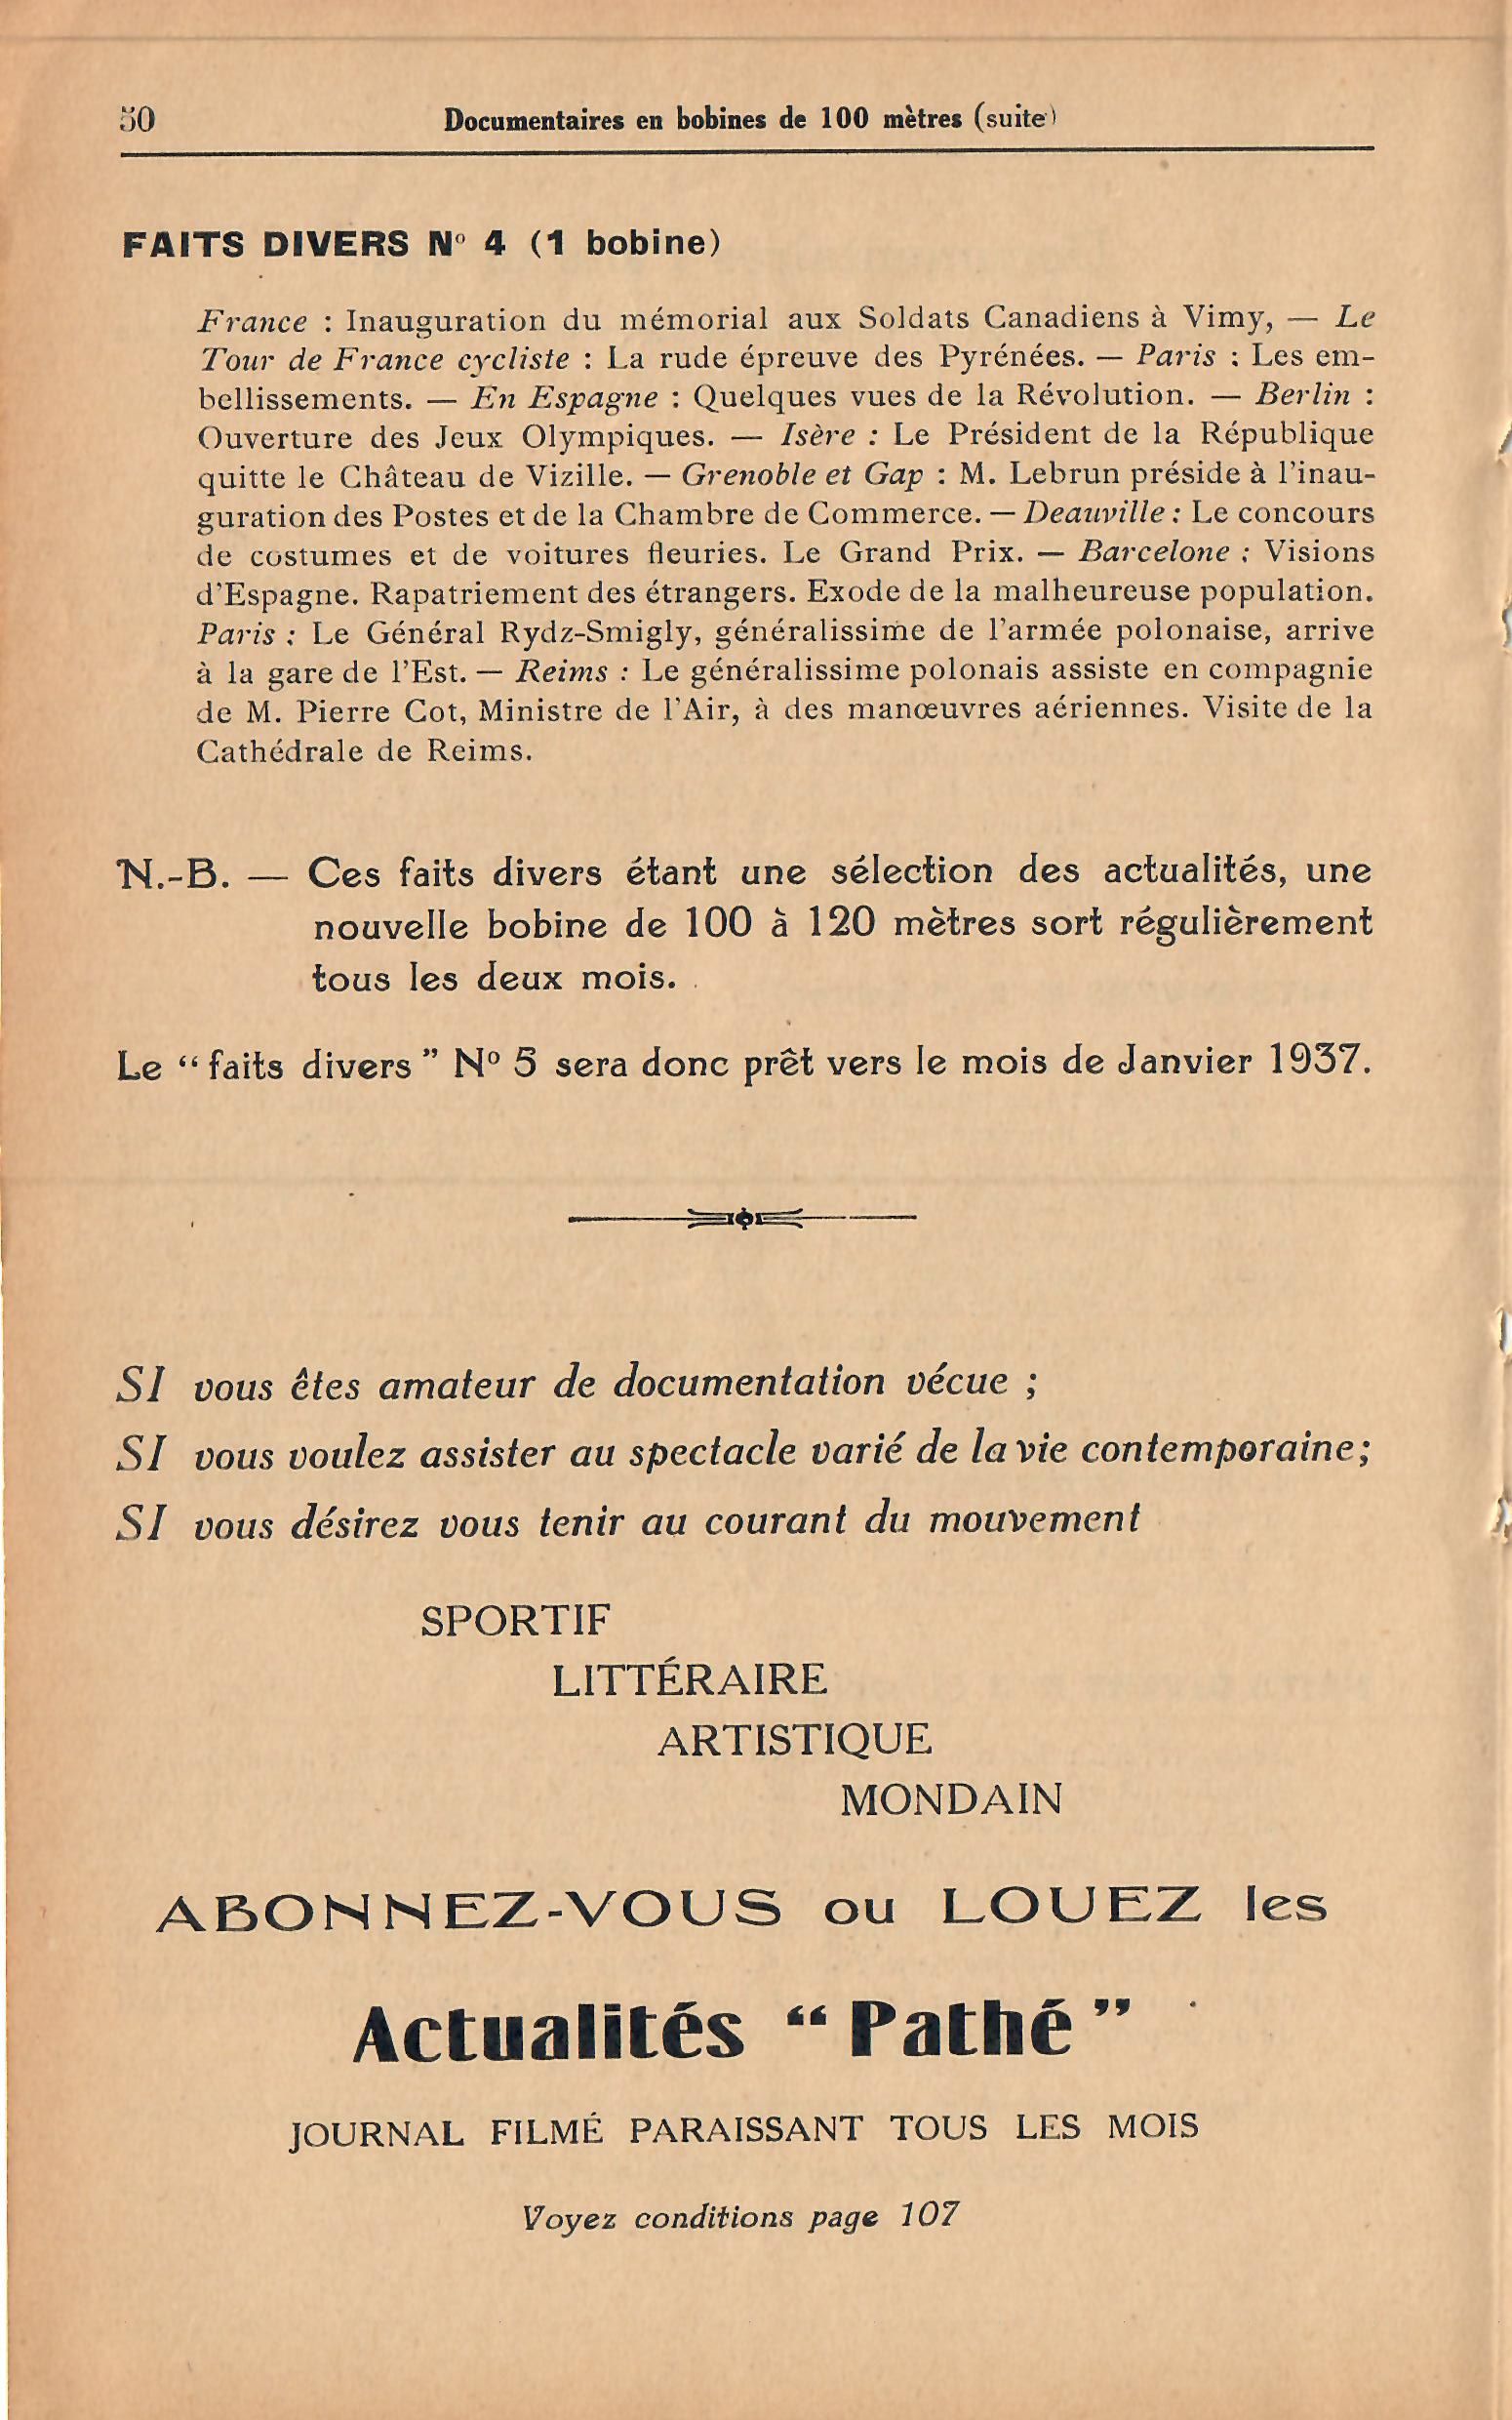 50
Documentaires en bobines de 100 mètres (suite)
FAITS DIVERS Nº 4 (1 bobine)
France : Inauguration du mémorial aux Soldats Canadiens à Vimy, — Le
Tour de France cycliste : La rude épreuve des Pyrénées. — Paris : Les em-
bellissements. — En Espagne : Quelques vues de la Révolution. — Berlin :
Ouverture des Jeux Olympiques. — Isère : Le Président de la République
quitte le Château de Vizille. — Grenoble et Gap : M. Lebrun préside à l'inau-
guration des Postes et de la Chambre de Commerce. — Deauville : Le concours
de costumes et de voitures fleuries. Le Grand Prix. — Barcelone : Visions
d'Espagne. Rapatriement des étrangers. Exode de la malheureuse population.
Paris : Le Général Rydz-Smigly, généralissime de l'armée polonaise, arrive
à la gare de l'Est. — Reims : Le généralissime polonais assiste en compagnie
de M. Pierre Cot, Ministre de l'Air, à des manœuvres aériennes. Visite de la
Cathédrale de Reims.
N.-B. — Ces faits divers étant une sélection des actualités, une
nouvelle bobine de 100 à 120 mètres sort régulièrement
tous les deux mois.
Le “ faits divers ” Nº 5 sera donc prêt vers le mois de Janvier 1937.
SI vous êtes amateur de documentation vécue ;
SI vous voulez assister au spectacle varié de la vie contemporaine ;
SI vous désirez vous tenir au courant du mouvement
SPORTIF
LITTÉRAIRE
ARTISTIQUE
MONDAIN
ABONNEZ-VOUS ou LOUEZ les
Actualités “ Pathé ”
JOURNAL FILMÉ PARAISSANT TOUS LES MOIS
Voyez conditions page 107